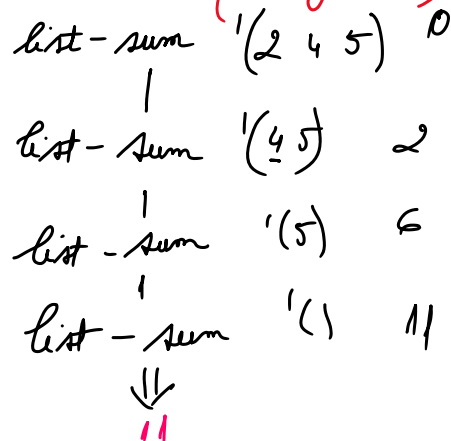 list-sum '(2 4 5) 0
list-sum '(4 5) 2
list-sum '(5) 6
list-sum '() 11
11